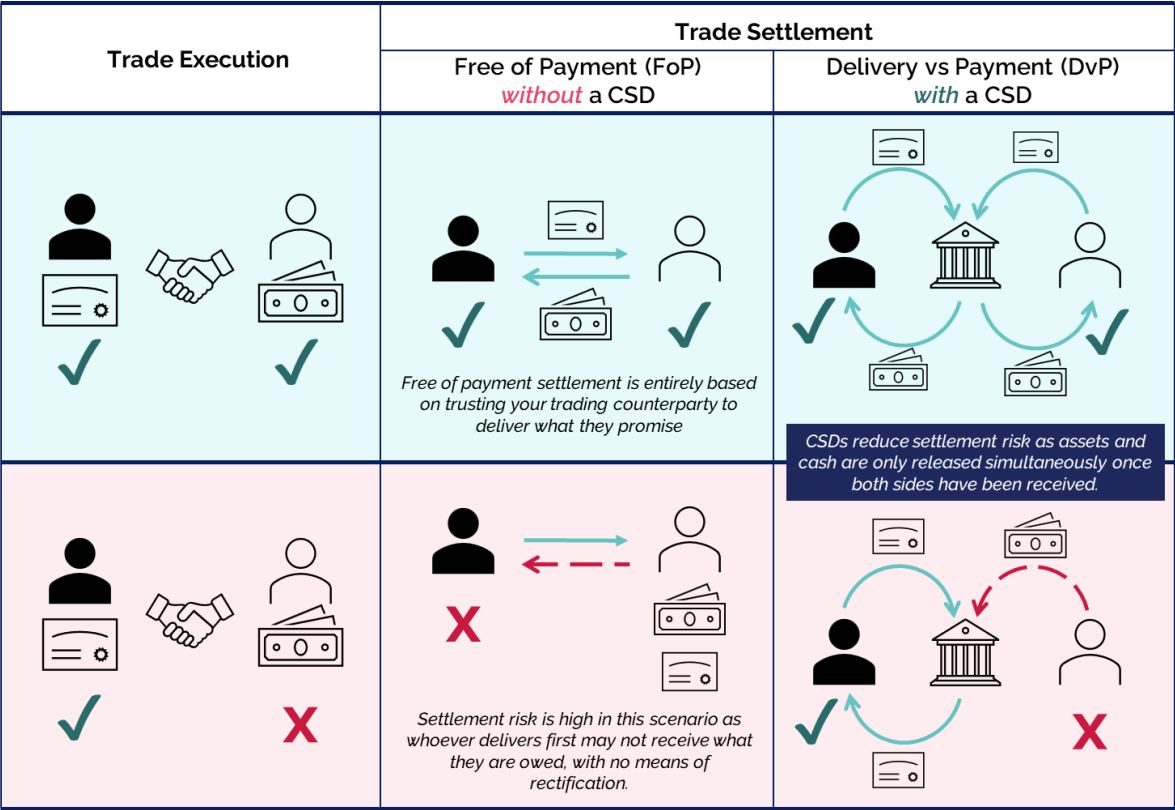 Trade Execution
Trade Settlement
Free of Payment (FoP)
without a CSD
Delivery vs Payment (DvP)
with a CSD
Free of payment settlement is entirely based
on trusting your trading counterparty to
deliver what they promise
CSDs reduce settlement risk as assets and
cash are only released simultaneously once
both sides have been received.
Settlement risk is high in this scenario as
whoever delivers first may not receive what
they are owed, with no means of
rectification.